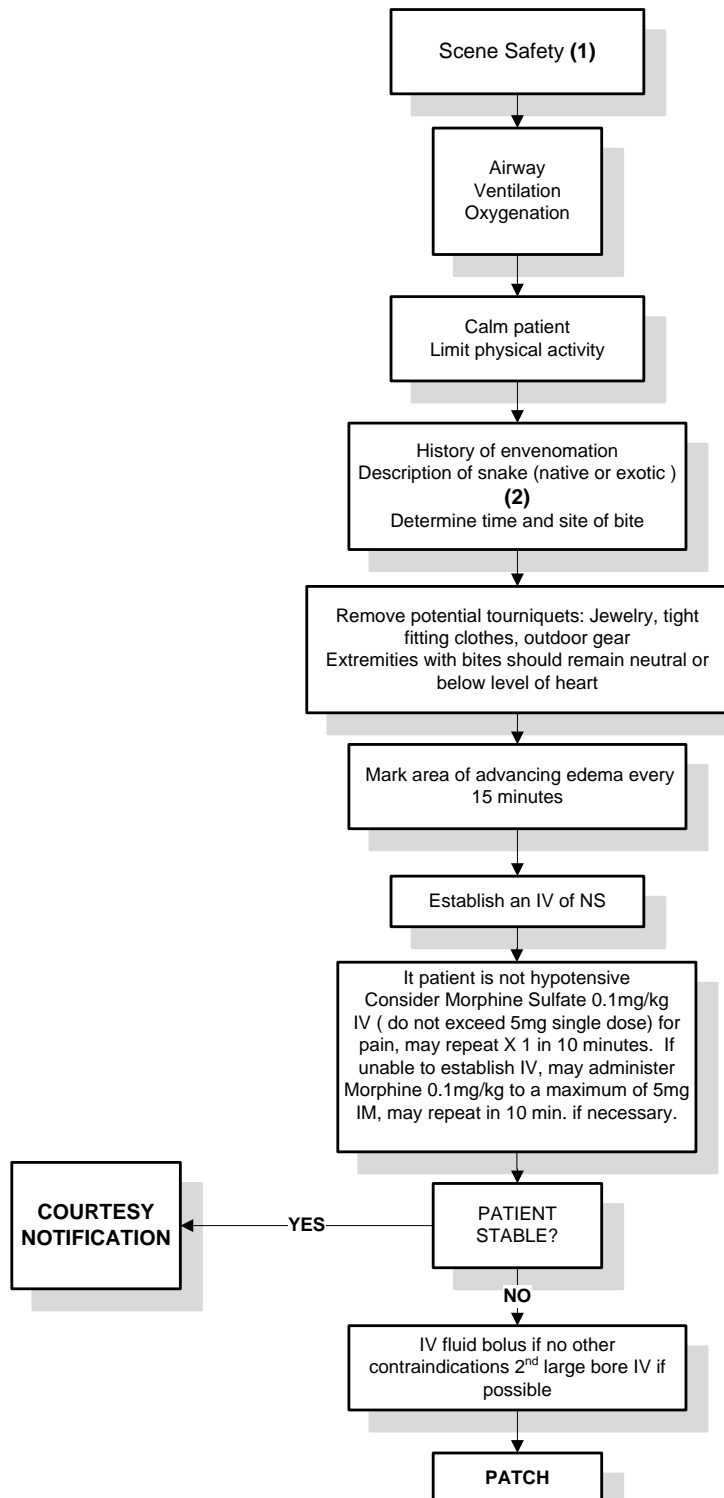 Scene Safety (1)
Airway
Ventilation
Oxygenation
Calm patient
Limit physical activity
History of envenomation
Description of snake (native or exotic )
(2)
Determine time and site of bite
Remove potential tourniquets: Jewelry, tight
fitting clothes, outdoor gear
Extremities with bites should remain neutral or
below level of heart
Mark area of advancing edema every
15 minutes
Establish an IV of NS
It patient is not hypotensive
Consider Morphine Sulfate 0.1mg/kg
IV ( do not exceed 5mg single dose) for
pain, may repeat X 1 in 10 minutes. If
unable to establish IV, may administer
Morphine 0.1mg/kg to a maximum of 5mg
IM, may repeat in 10 min. if necessary.
PATIENT
STABLE?
YES
COURTESY
NOTIFICATION
NO
IV fluid bolus if no other
contraindications 2nd large bore IV if
possible
PATCH